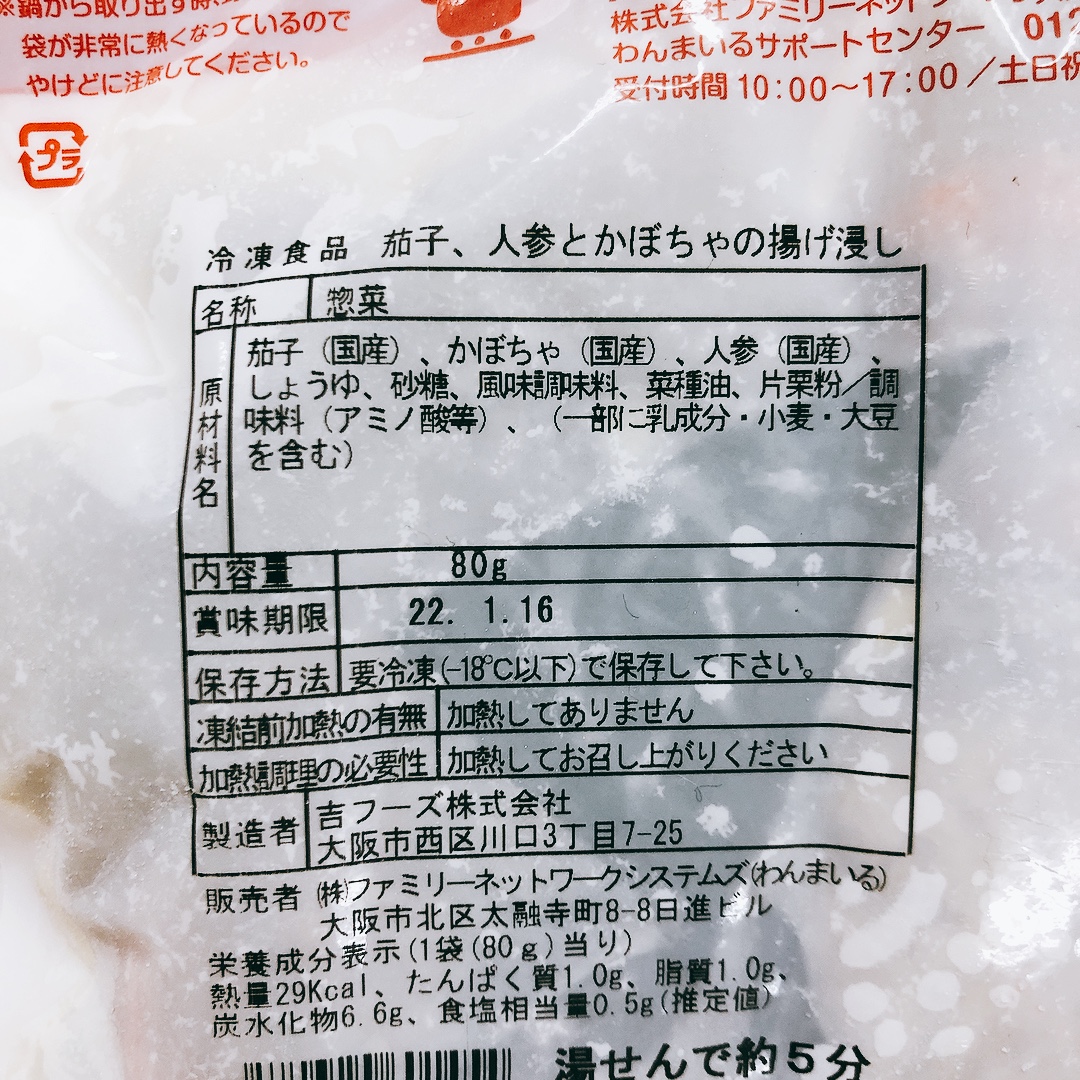 ※鍋から取り出す時、
袋が非常に熱くなっているので
やけどに注意してください。
プラ
株式会社ファミリーネットワーク
わんまいるサポートセンター 012
受付時間 10:00～17:00／土日祝
冷凍食品 茄子、人参とかぼちゃの揚げ浸し
名称 惣菜
原材料名
茄子（国産）、かぼちゃ（国産）、人参（国産）、
しょうゆ、砂糖、風味調味料、菜種油、片栗粉／調
味料（アミノ酸等）、（一部に乳成分・小麦・大豆
を含む）
内容量 80g
賞味期限 22. 1.16
保存方法 要冷凍(-18℃以下)で保存して下さい。
凍結前加熱の有無 加熱してありません
加熱調理の必要性 加熱してお召し上がりください
製造者 吉フーズ株式会社
大阪市西区川口3丁目7-25
販売者 (株)ファミリーネットワークシステムズ(わんまいる)
大阪市北区太融寺町8-8日進ビル
栄養成分表示(1袋(80g)当り)
熱量29Kcal、たんぱく質1.0g、脂質1.0g、
炭水化物6.6g、食塩相当量0.5g(推定値)
湯せんで約5分